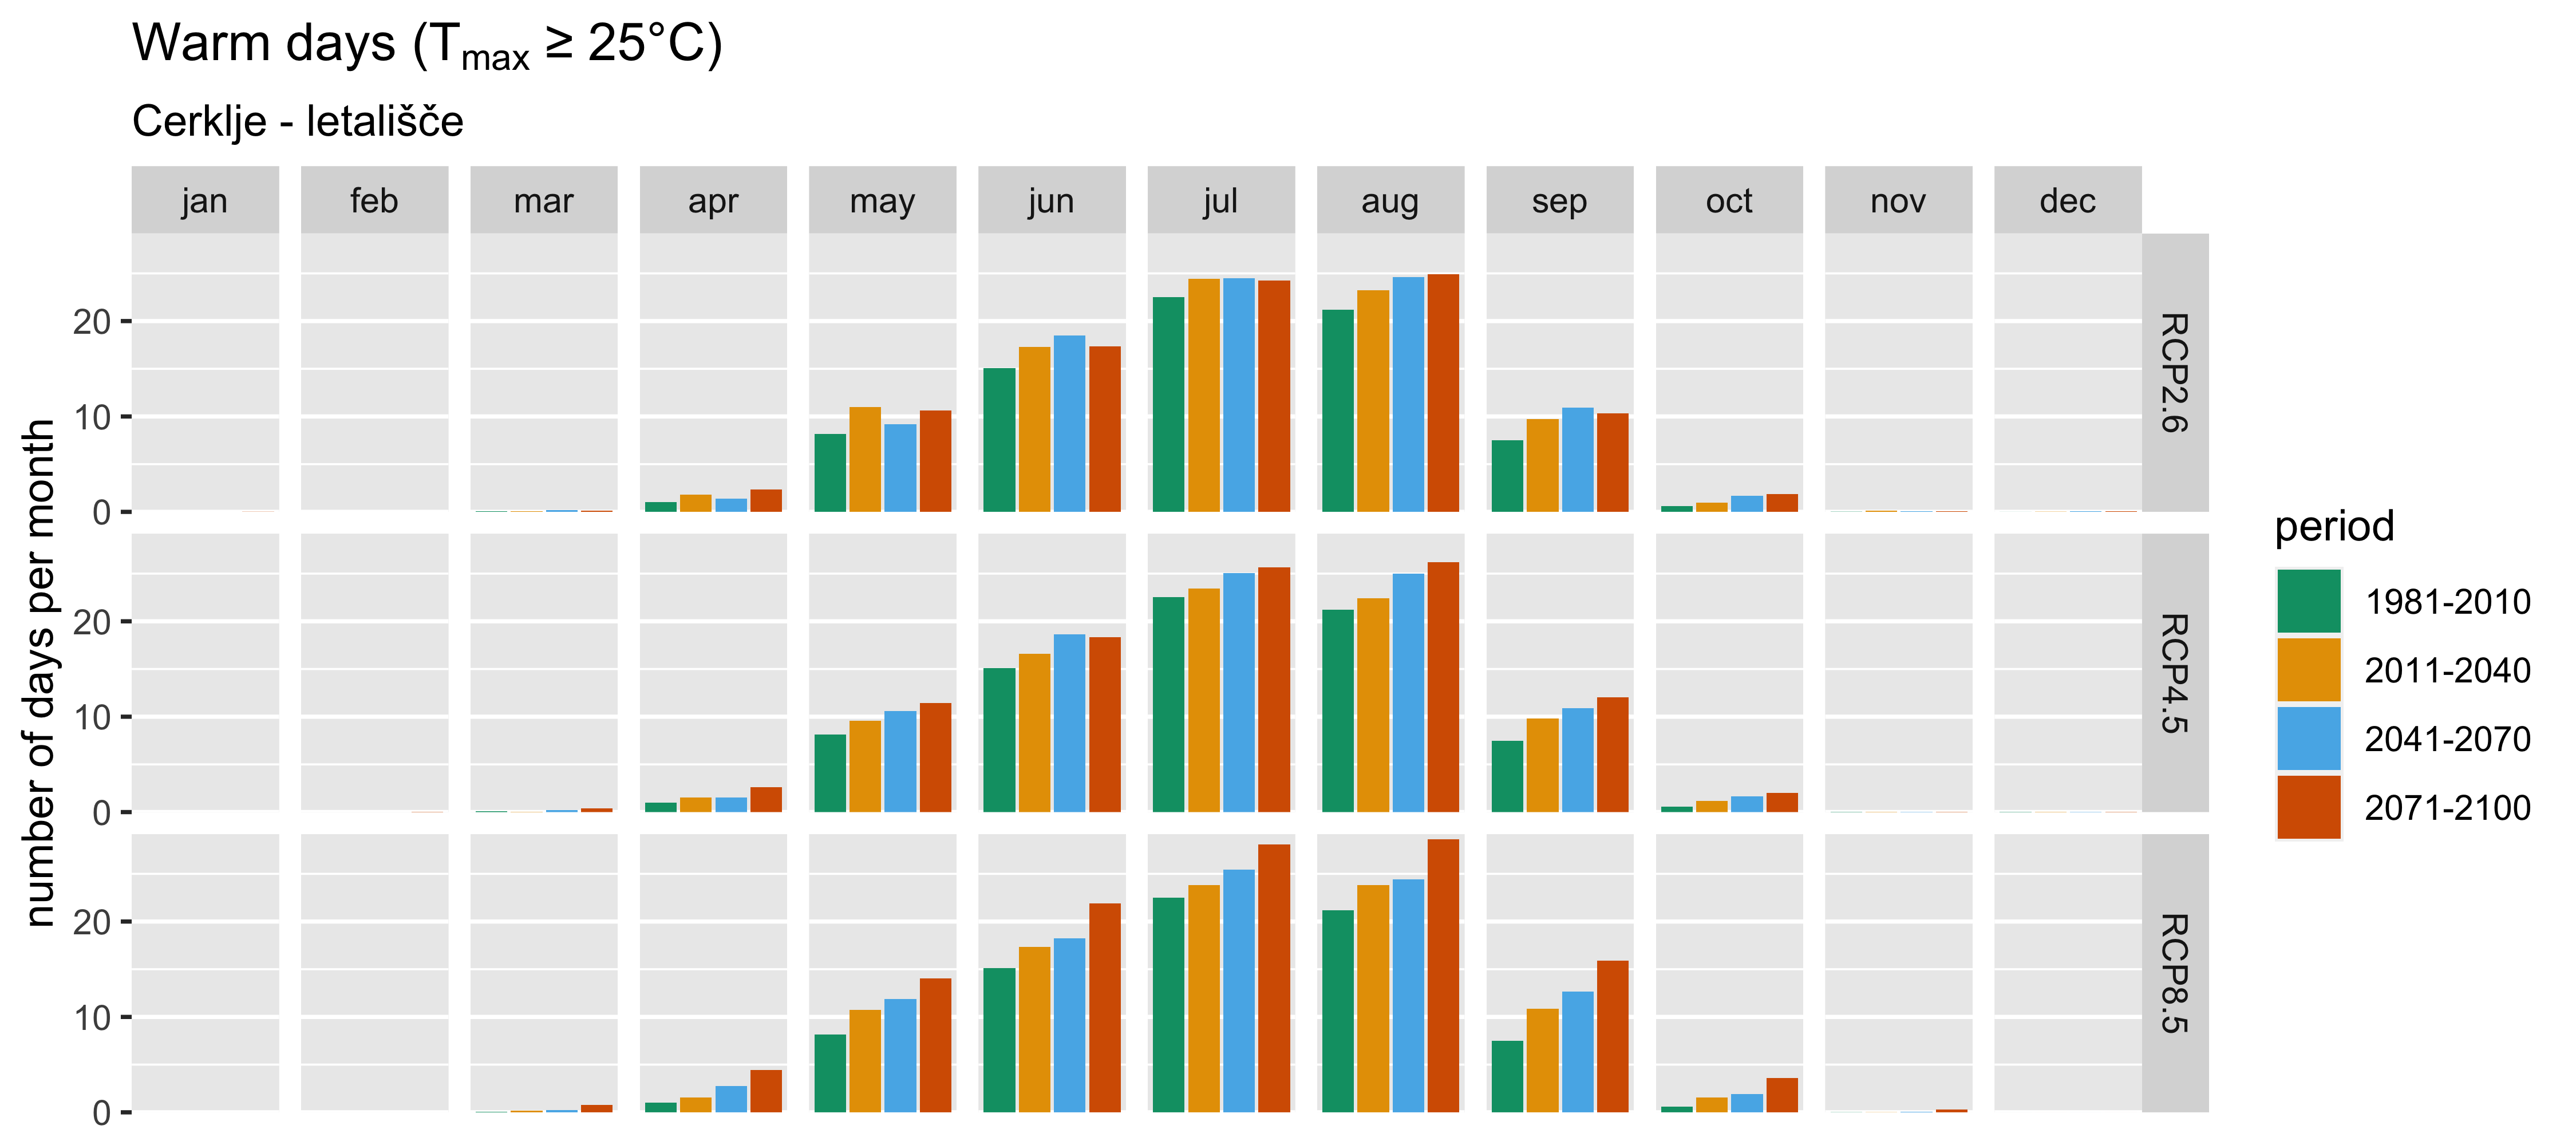 Warm days (Tmax ≥ 25°C)
Cerklje - letališče
jan feb mar apr may jun jul aug sep oct nov dec
number of days per month
20
10
0
RCP2.6
20
10
0
RCP4.5
20
10
0
RCP8.5
period
1981-2010
2011-2040
2041-2070
2071-2100